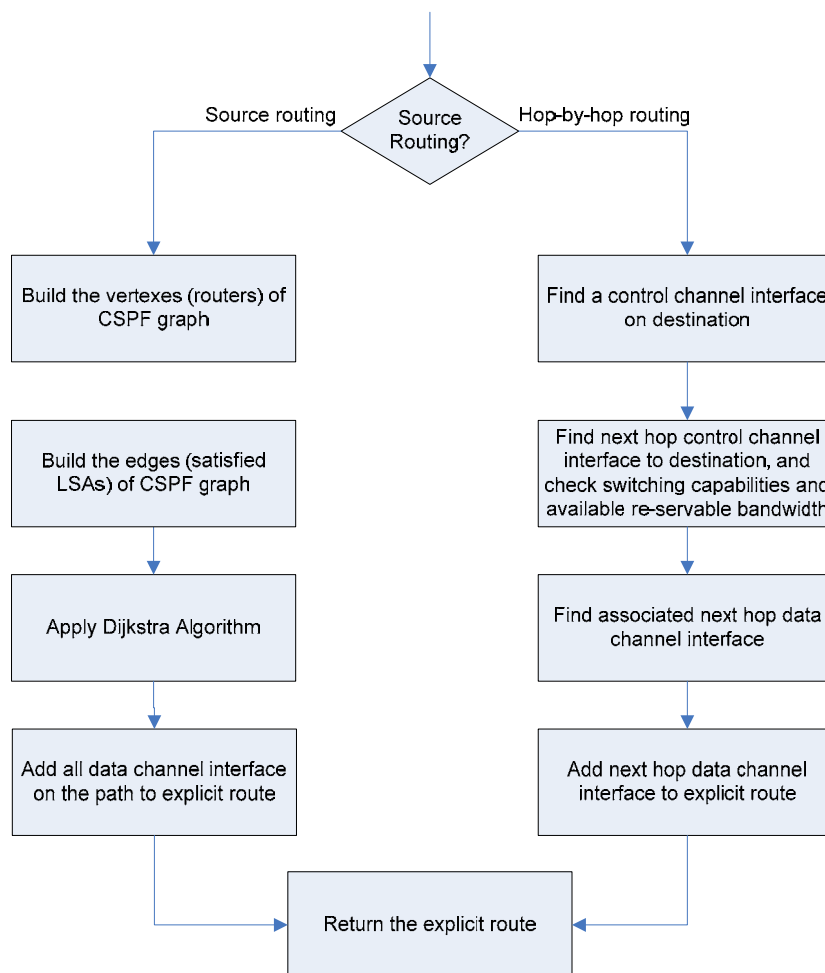 Source routing
Source
Routing?
Hop-by-hop routing
Build the vertexes (routers) of
CSPF graph
Find a control channel interface
on destination
Build the edges (satisfied
LSAs) of CSPF graph
Find next hop control channel
interface to destination, and
check switching capabilities and
available re-servable bandwidth
Apply Dijkstra Algorithm
Find associated next hop data
channel interface
Add all data channel interface
on the path to explicit route
Add next hop data channel
interface to explicit route
Return the explicit route